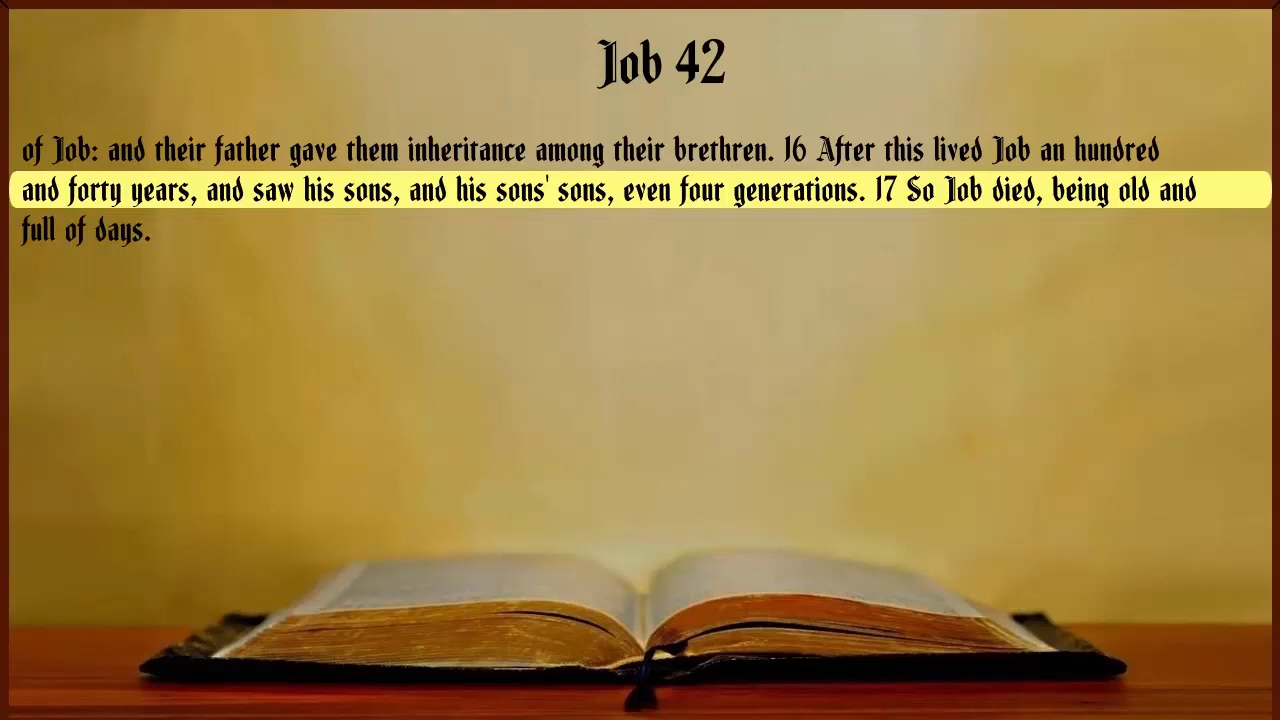 Job 42
of Job: and their father gave them inheritance among their brethren. 16 After this lived Job an hundred
and forty years, and saw his sons, and his sons' sons, even four generations. 17 So Job died, being old and
full of days.